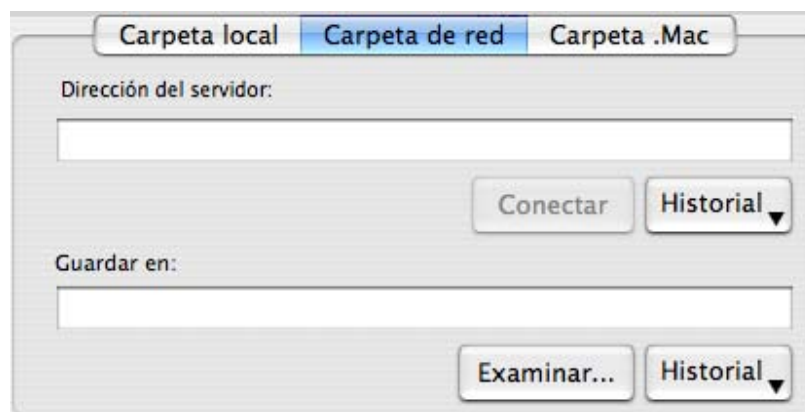 Carpeta local Carpeta de red Carpeta .Mac
Dirección del servidor:
Conectar Historial
Guardar en:
Examinar... Historial